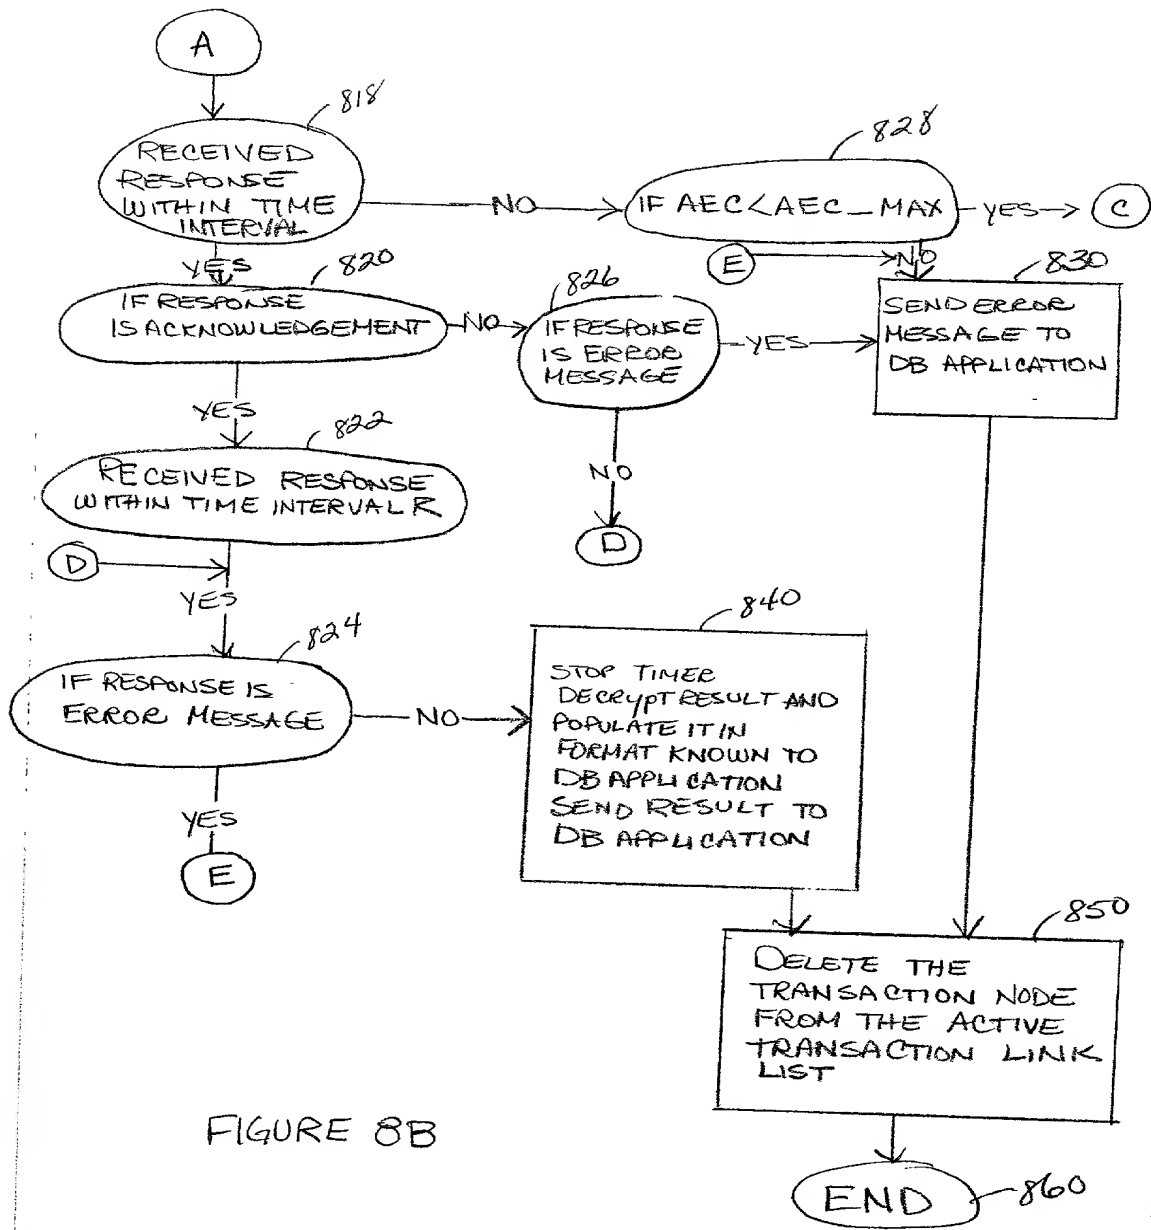 A
818
RECEIVED
RESPONSE
WITHIN TIME
INTERVAL
NO
828
IF AEC<AEC_MAX
YES
C
YES
E
NO
820
IF RESPONSE
IS ACKNOWLEDGEMENT
NO
826
IF RESPONSE
IS ERROR
MESSAGE
YES
830
SEND ERROR
MESSAGE TO
DB APPLICATION
YES
822
RECEIVED RESPONSE
WITHIN TIME INTERVAL R
NO
D
D
YES
824
IF RESPONSE IS
ERROR MESSAGE
NO
840
STOP TIMER
DECRYPT RESULT AND
POPULATE IT IN
FORMAT KNOWN TO
DB APPLICATION
SEND RESULT TO
DB APPLICATION
YES
E
850
DELETE THE
TRANSACTION NODE
FROM THE ACTIVE
TRANSACTION LINK
LIST
FIGURE 8B
END
860